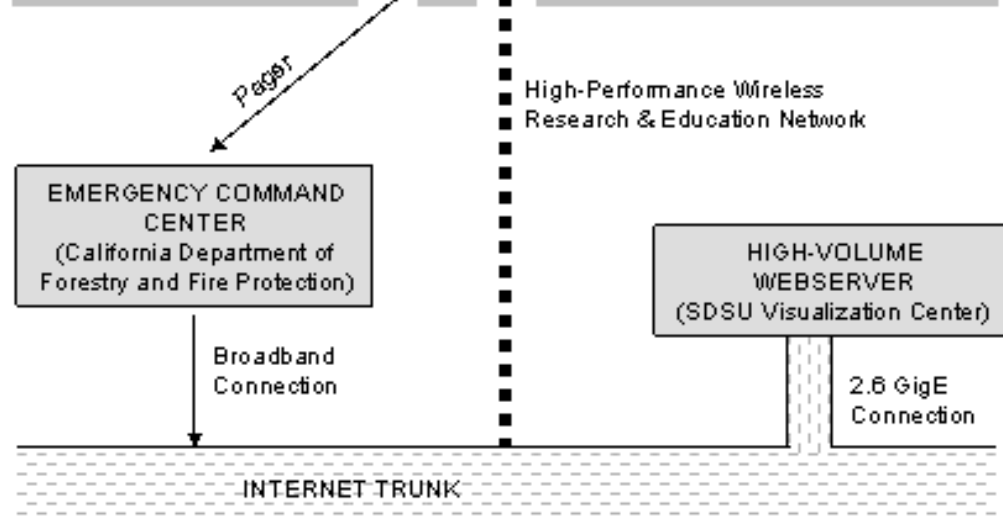 Pager
High-Performance Wireless
Research & Education Network
EMERGENCY COMMAND
CENTER
(California Department of
Forestry and Fire Protection)
HIGH-VOLUME
WEBSERVER
(SDSU Visualization Center)
Broadband
Connection
2.6 GigE
Connection
INTERNET TRUNK